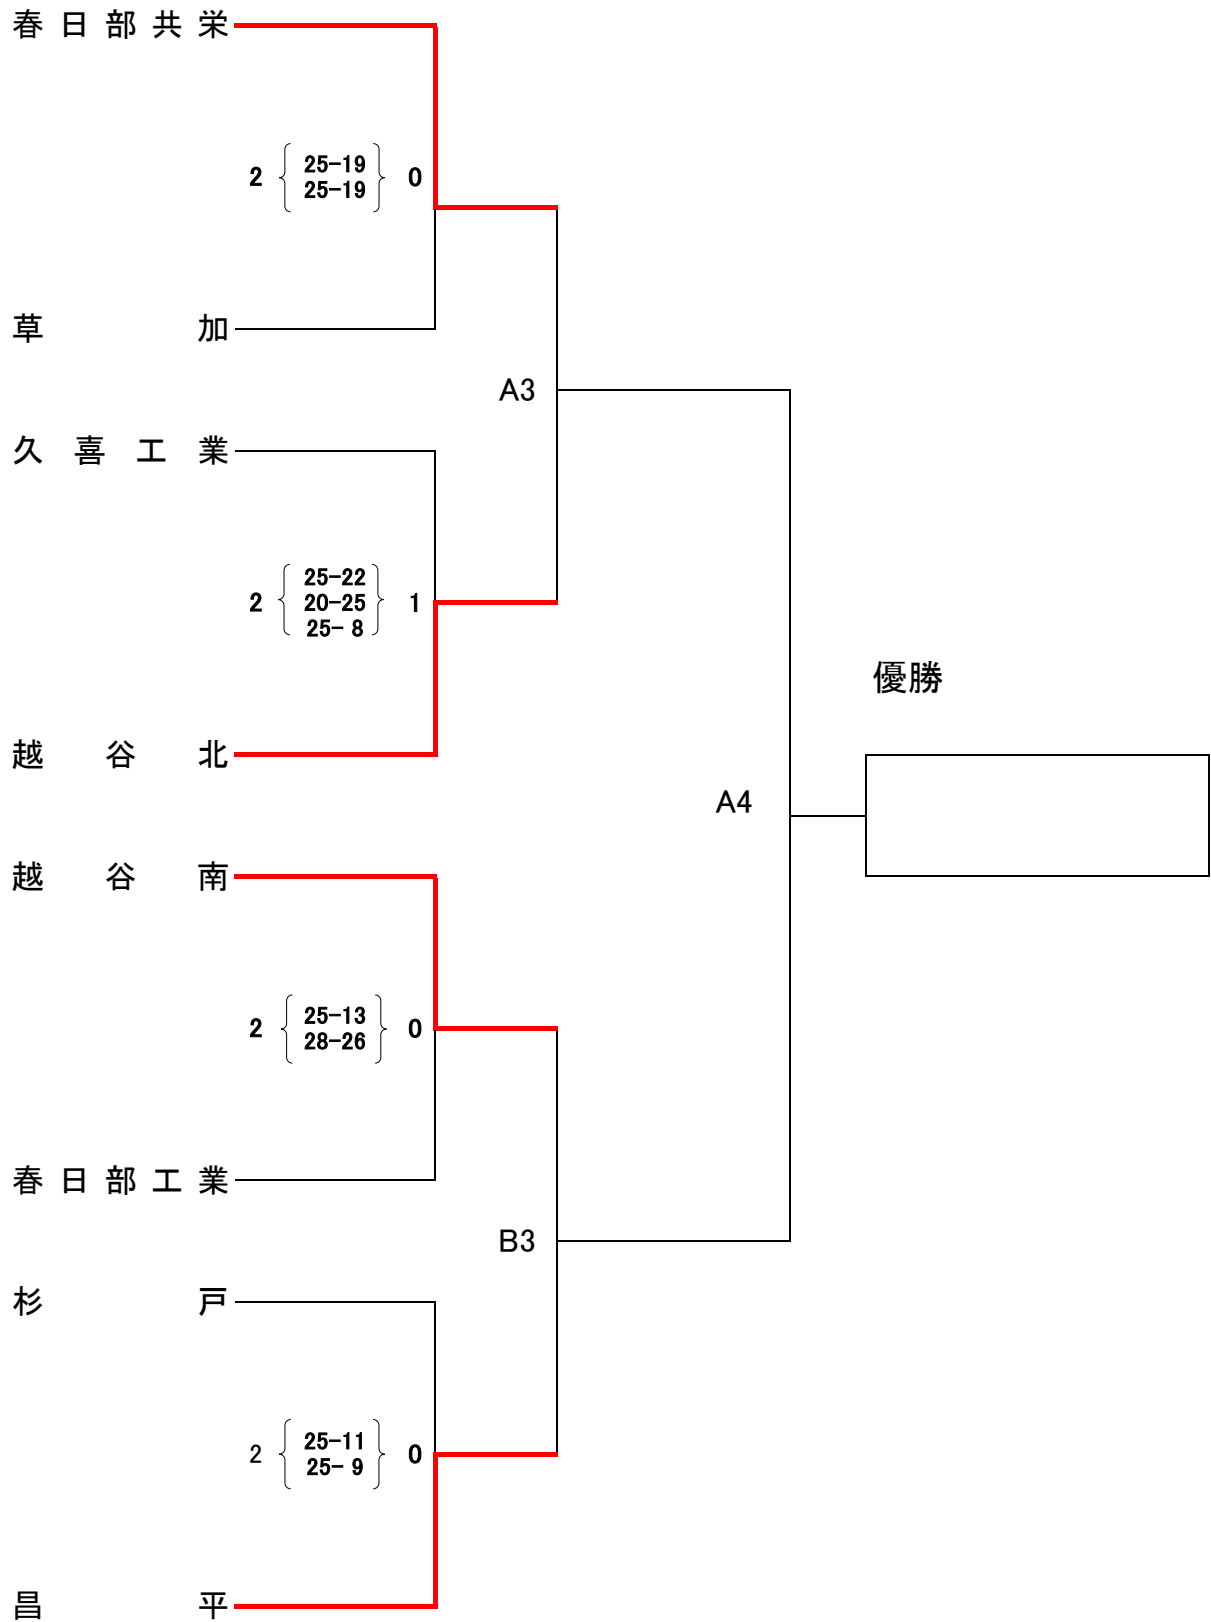 春日部共栄
2 { 25-19 } 0
25-19
草加
A3
久喜工業
2 { 25-22 } 1
20-25
25- 8
優勝
越谷北
A4
越谷南
2 { 25-13 } 0
28-26
春日部工業
B3
杉戸
2 { 25-11 } 0
25- 9
昌平